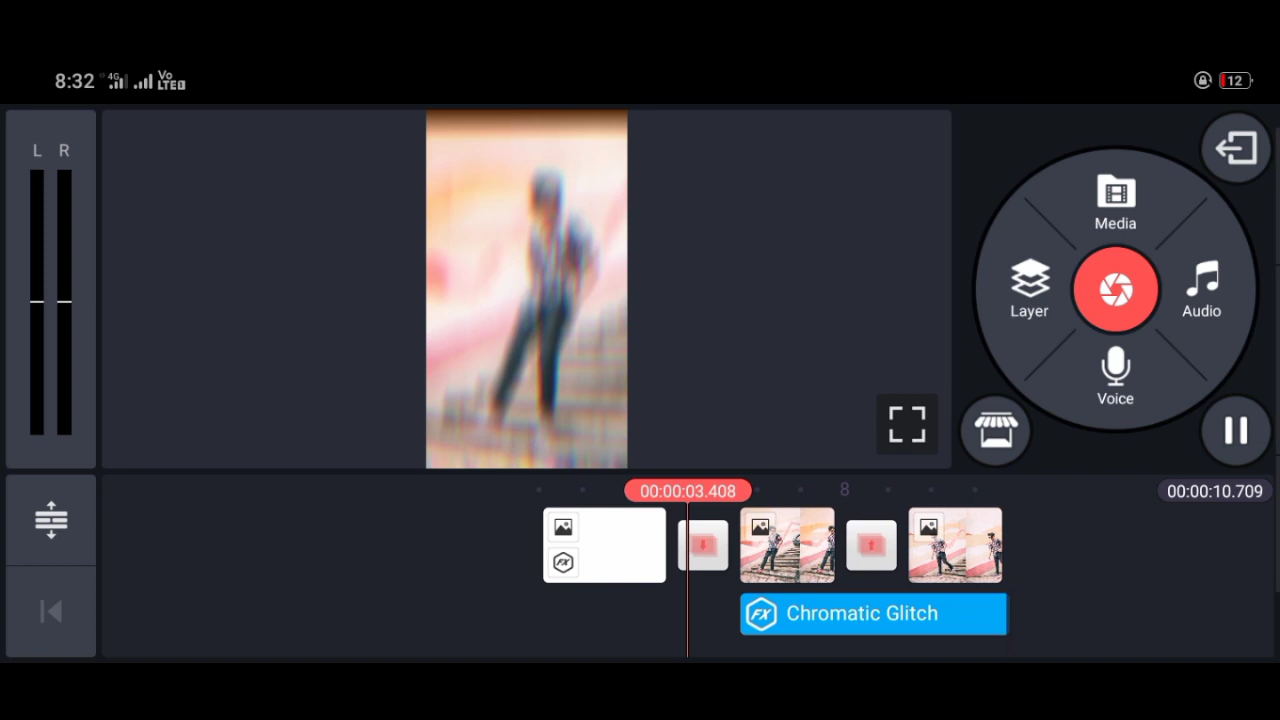 8:32 4G Vo LTE 12
L R
Media
Layer
Audio
Voice
00:00:03.408
8
00:00:10.709
FX
FX Chromatic Glitch